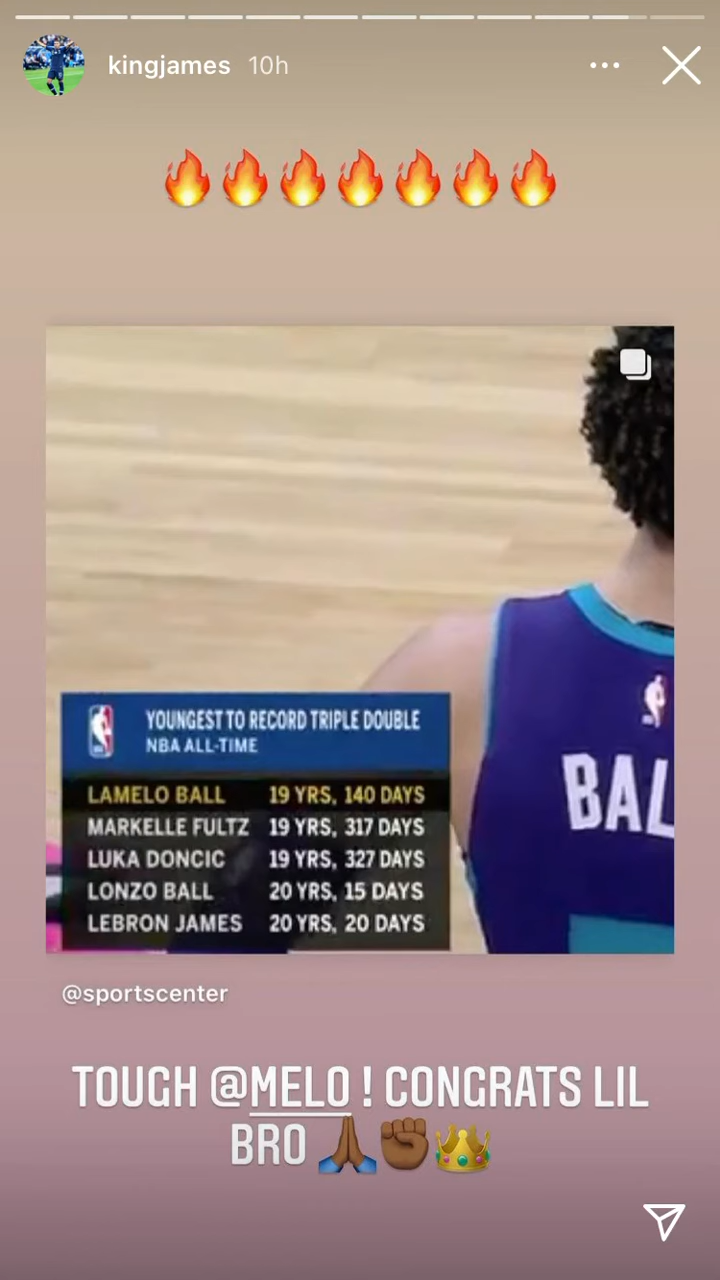 kingjames 10h
🔥🔥🔥🔥🔥🔥🔥
YOUNGEST TO RECORD TRIPLE DOUBLE
NBA ALL-TIME
LAMELO BALL 19 YRS, 140 DAYS
MARKELLE FULTZ 19 YRS, 317 DAYS
LUKA DONCIC 19 YRS, 327 DAYS
LONZO BALL 20 YRS, 15 DAYS
LEBRON JAMES 20 YRS, 20 DAYS
BAL
@sportscenter
TOUGH @MELO ! CONGRATS LIL
BRO 🙏🏾✊🏾👑